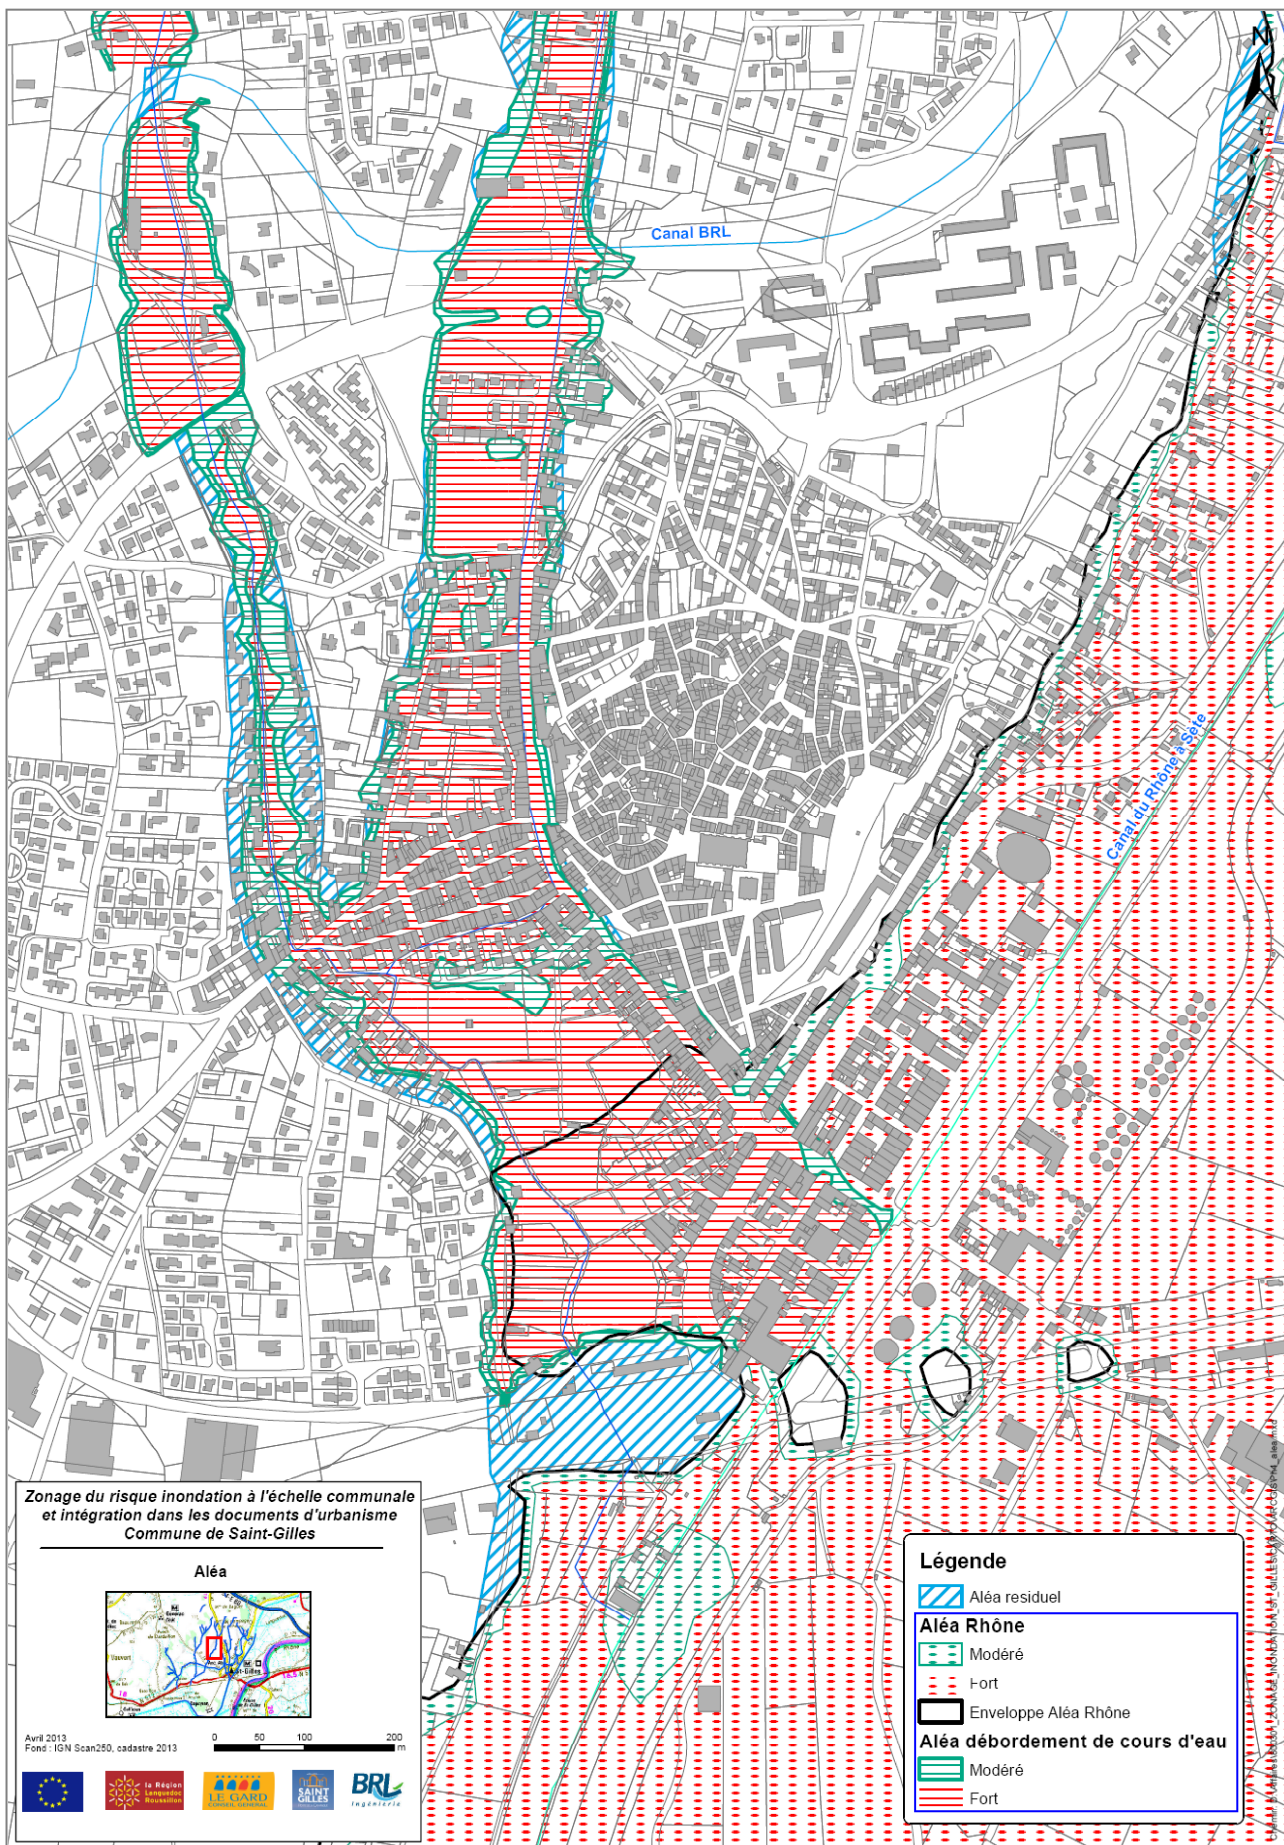 N
Canal BRL
Canal du Rhône à Sète
Zonage du risque inondation à l'échelle communale
et intégration dans les documents d'urbanisme
Commune de Saint-Gilles
Aléa
Avril 2013
Fond : IGN Scan250, cadastre 2013
0 50 100 200
m
la Région
Languedoc
Roussillon
LE GARD
CONSEIL GENERAL
SAINT
GILLES
BRL
Ingénierie
Légende
Aléa residuel
Aléa Rhône
Modéré
Fort
Enveloppe Aléa Rhône
Aléa débordement de cours d'eau
Modéré
Fort